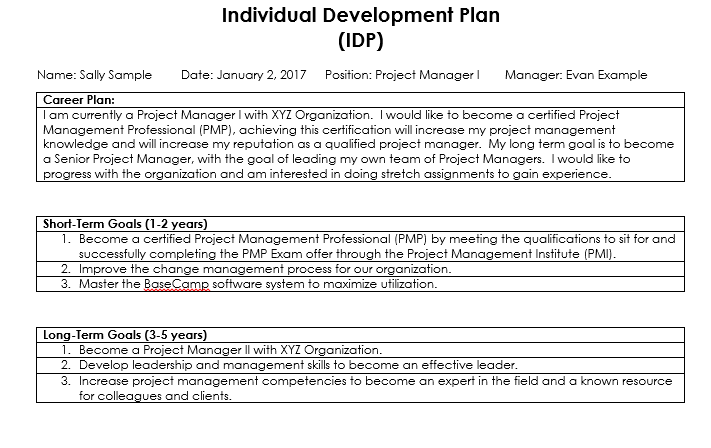 Individual Development Plan
(IDP)
Name: Sally Sample Date: January 2, 2017 Position: Project Manager I Manager: Evan Example
Career Plan:
I am currently a Project Manager I with XYZ Organization. I would like to become a certified Project
Management Professional (PMP), achieving this certification will increase my project management
knowledge and will increase my reputation as a qualified project manager. My long term goal is to become
a Senior Project Manager, with the goal of leading my own team of Project Managers. I would like to
progress with the organization and am interested in doing stretch assignments to gain experience.
Short-Term Goals (1-2 years)
1. Become a certified Project Management Professional (PMP) by meeting the qualifications to sit for and
successfully completing the PMP Exam offer through the Project Management Institute (PMI).
2. Improve the change management process for our organization.
3. Master the BaseCamp software system to maximize utilization.
Long-Term Goals (3-5 years)
1. Become a Project Manager II with XYZ Organization.
2. Develop leadership and management skills to become an effective leader.
3. Increase project management competencies to become an expert in the field and a known resource
for colleagues and clients.